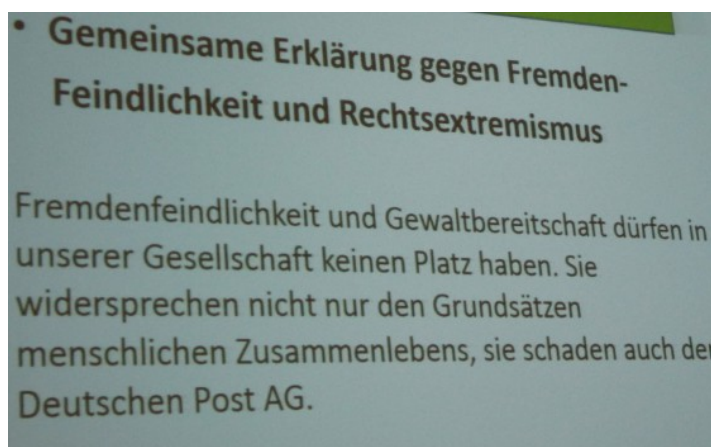 • Gemeinsame Erklärung gegen Fremden-
Feindlichkeit und Rechtsextremismus
Fremdenfeindlichkeit und Gewaltbereitschaft dürfen in
unserer Gesellschaft keinen Platz haben. Sie
widersprechen nicht nur den Grundsätzen
menschlichen Zusammenlebens, sie schaden auch der
Deutschen Post AG.